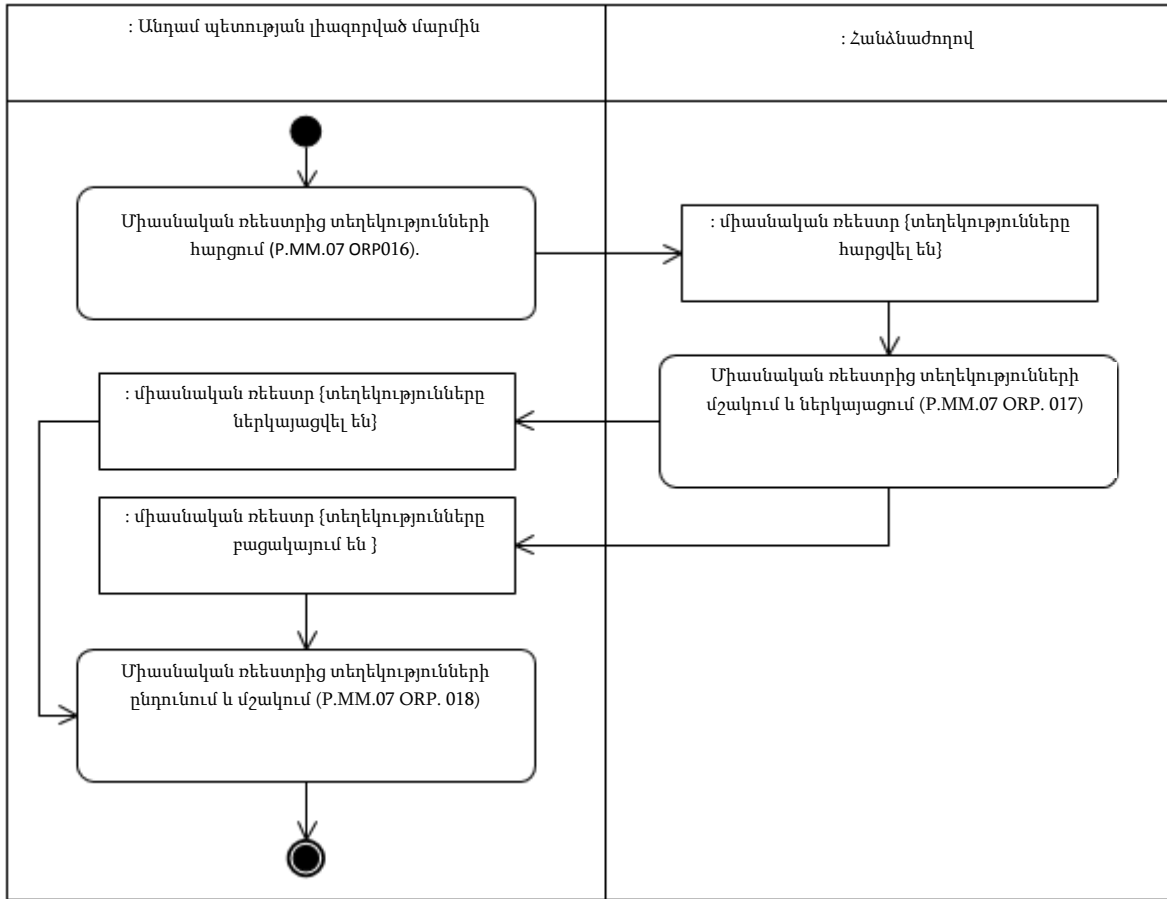 : Անդամ պետության լիազորված մարմին
: Հանձնաժողով
Միասնական ռեեստրից տեղեկությունների
հարցում (P.MM.07 ORP016).
: միասնական ռեեստր {տեղեկությունները
հարցվել են}
Միասնական ռեեստրից տեղեկությունների
մշակում և ներկայացում (P.MM.07 ORP. 017)
: միասնական ռեեստր {տեղեկությունները
ներկայացվել են}
: միասնական ռեեստր {տեղեկությունները
բացակայում են }
Միասնական ռեեստրից տեղեկությունների
ընդունում և մշակում (P.MM.07 ORP. 018)